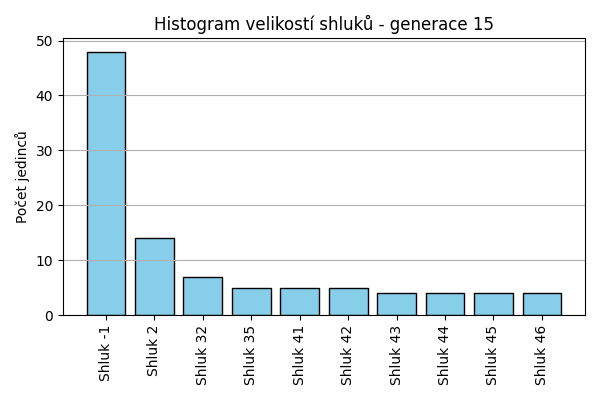 Histogram velikostí shluků - generace 15
Počet jedinců
50
40
30
20
10
0
Shluk -1
Shluk 2
Shluk 32
Shluk 35
Shluk 41
Shluk 42
Shluk 43
Shluk 44
Shluk 45
Shluk 46